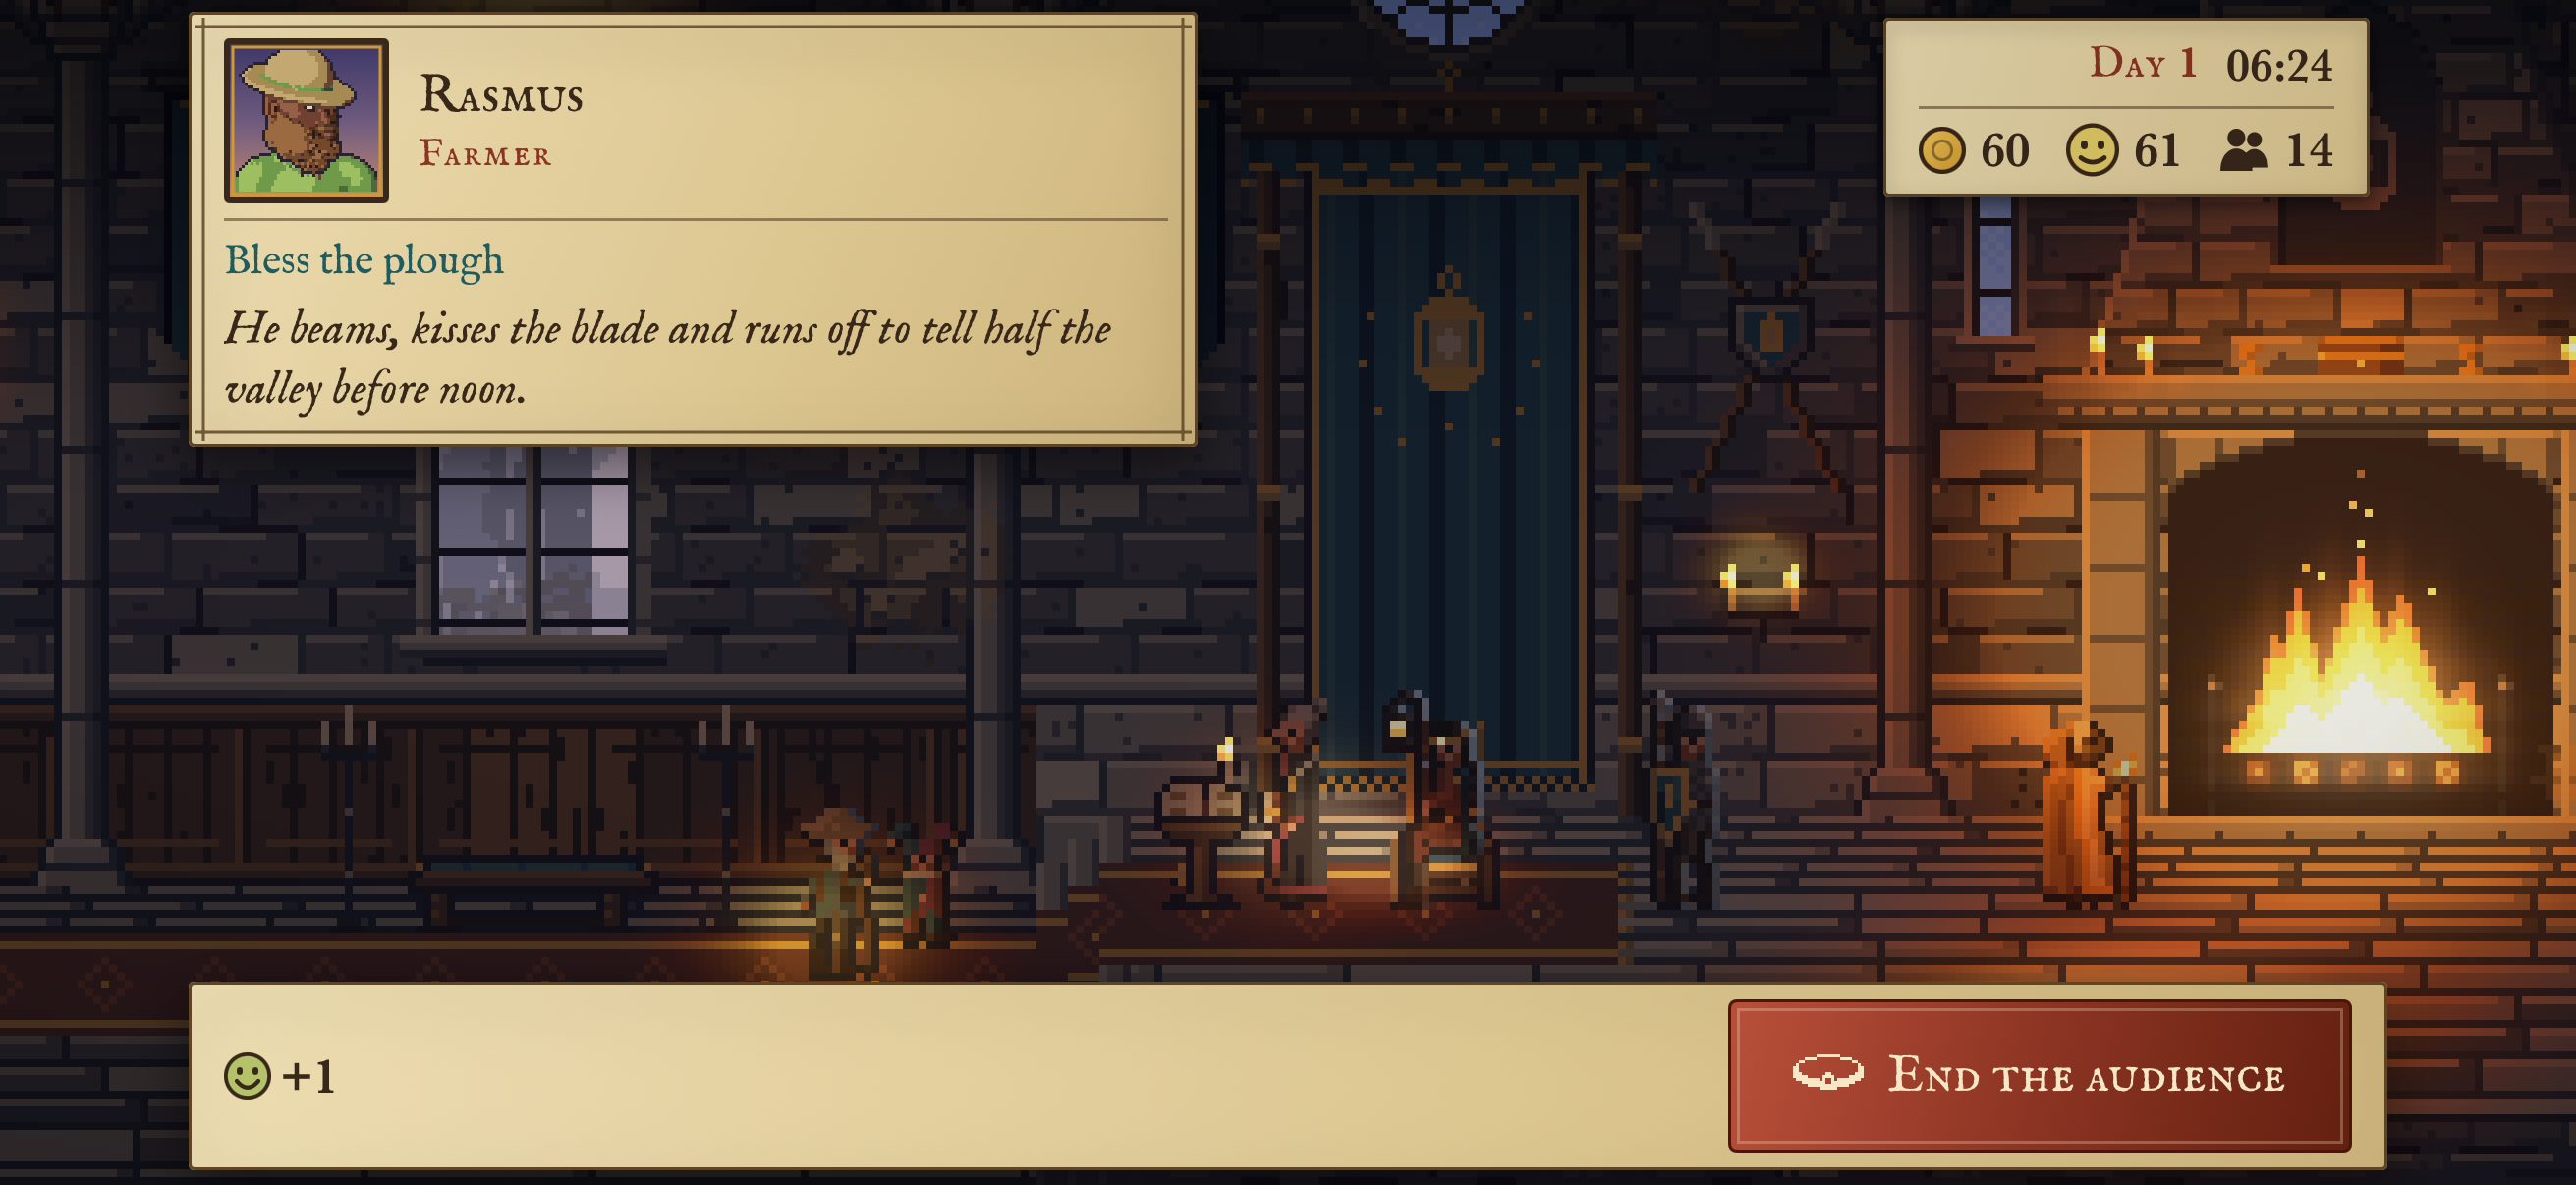 Rasmus
Farmer
Bless the plough
He beams, kisses the blade and runs off to tell half the
valley before noon.
Day 1 06:24
60 61 14
+1
End the audience